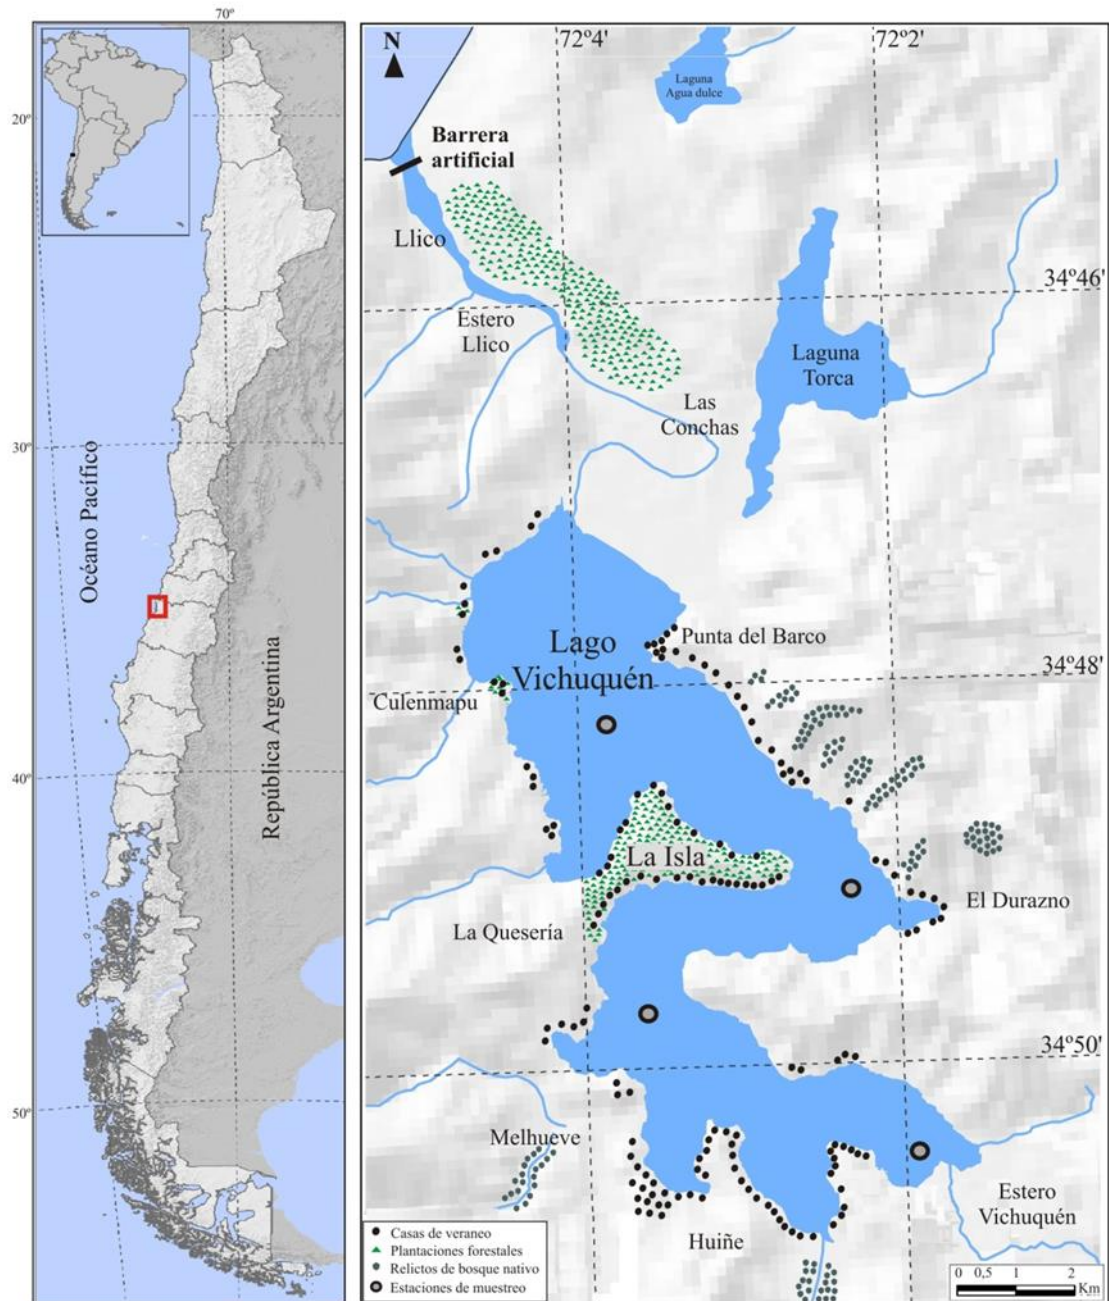 70º
20º
30º
40º
50º
Océano Pacífico
República Argentina
N
72º4'
72º2'
Laguna
Agua dulce
Barrera
artificial
Llico
34º46'
Estero
Llico
Laguna
Torca
Las
Conchas
Punta del Barco
Lago
Vichuquén
34º48'
Culenmapu
La Isla
El Durazno
La Quesería
34º50'
Melhueve
Estero
Vichuquén
Huiñe
Casas de veraneo
Plantaciones forestales
Relictos de bosque nativo
Estaciones de muestreo
0 0,5 1 2
Km